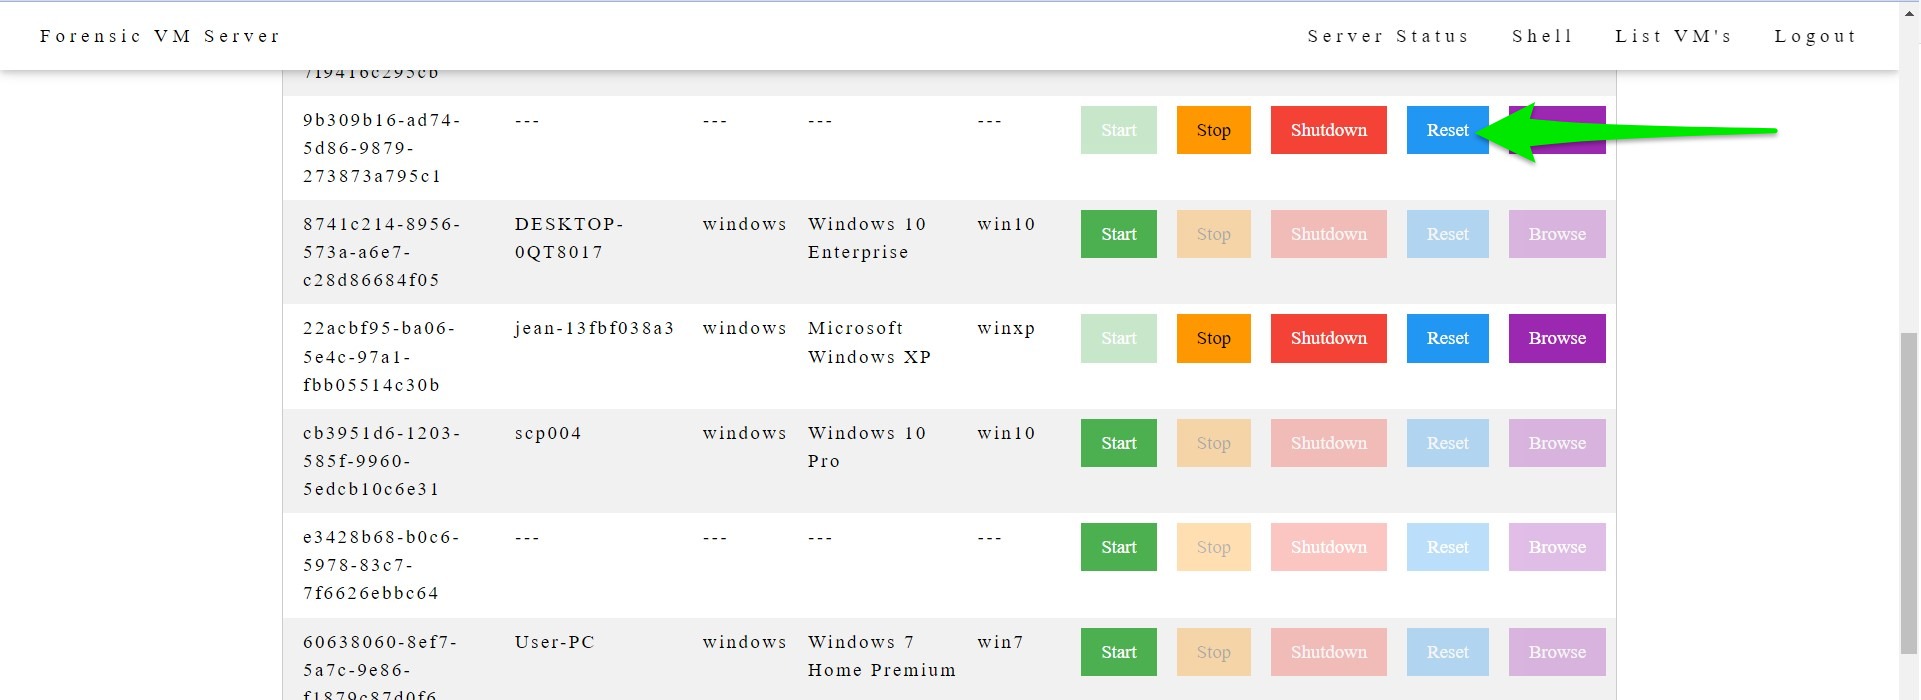 Forensic VM Server
Server Status Shell List VM's Logout
7f9416c295cb
9b309b16-ad74- --- --- --- --- Start Stop Shutdown Reset
5d86-9879-
273873a795c1
8741c214-8956- DESKTOP- windows Windows 10 win10 Start Stop Shutdown Reset Browse
573a-a6e7- 0QT8017 Enterprise
c28d86684f05
22acbf95-ba06- jean-13fbf038a3 windows Microsoft winxp Start Stop Shutdown Reset Browse
5e4c-97a1- Windows XP
fbb05514c30b
cb3951d6-1203- scp004 windows Windows 10 win10 Start Stop Shutdown Reset Browse
585f-9960- Pro
5edcb10c6e31
e3428b68-b0c6- --- --- --- --- Start Stop Shutdown Reset Browse
5978-83c7-
7f6626ebbc64
60638060-8ef7- User-PC windows Windows 7 win7 Start Stop Shutdown Reset Browse
5a7c-9e86- Home Premium
f1879c87d0f6